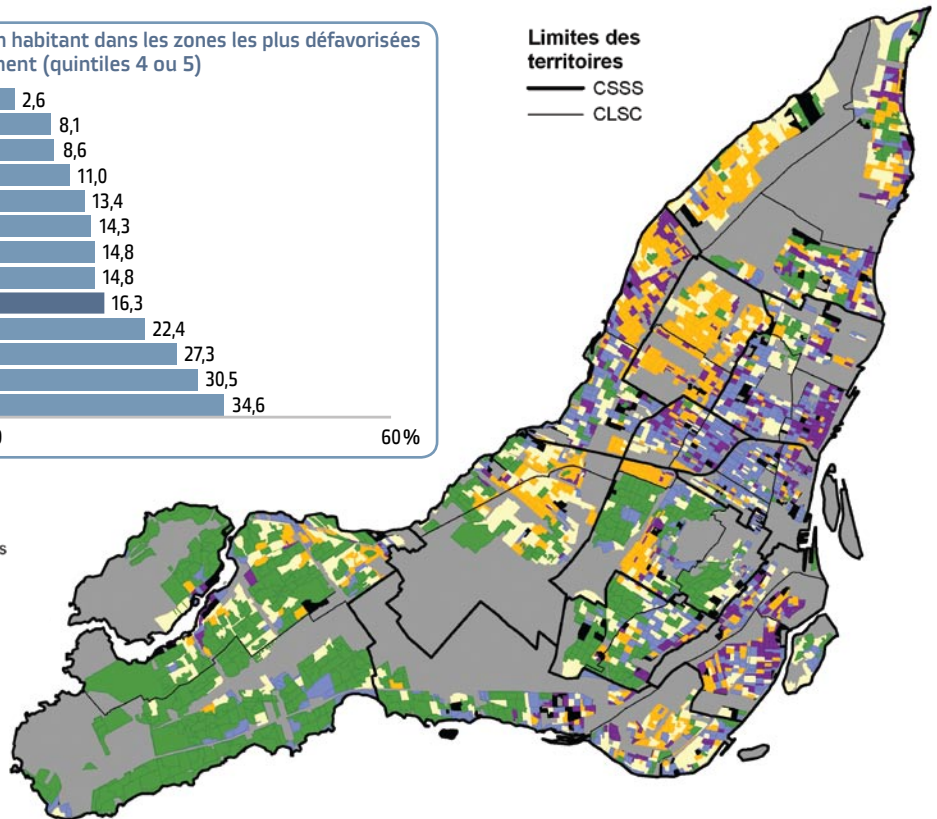 n habitant dans les zones les plus défavorisées
ment (quintiles 4 ou 5)
2,6
8,1
8,6
11,0
13,4
14,3
14,8
14,8
16,3
22,4
27,3
30,5
34,6
60%
Limites des
territoires
CSSS
CLSC
s